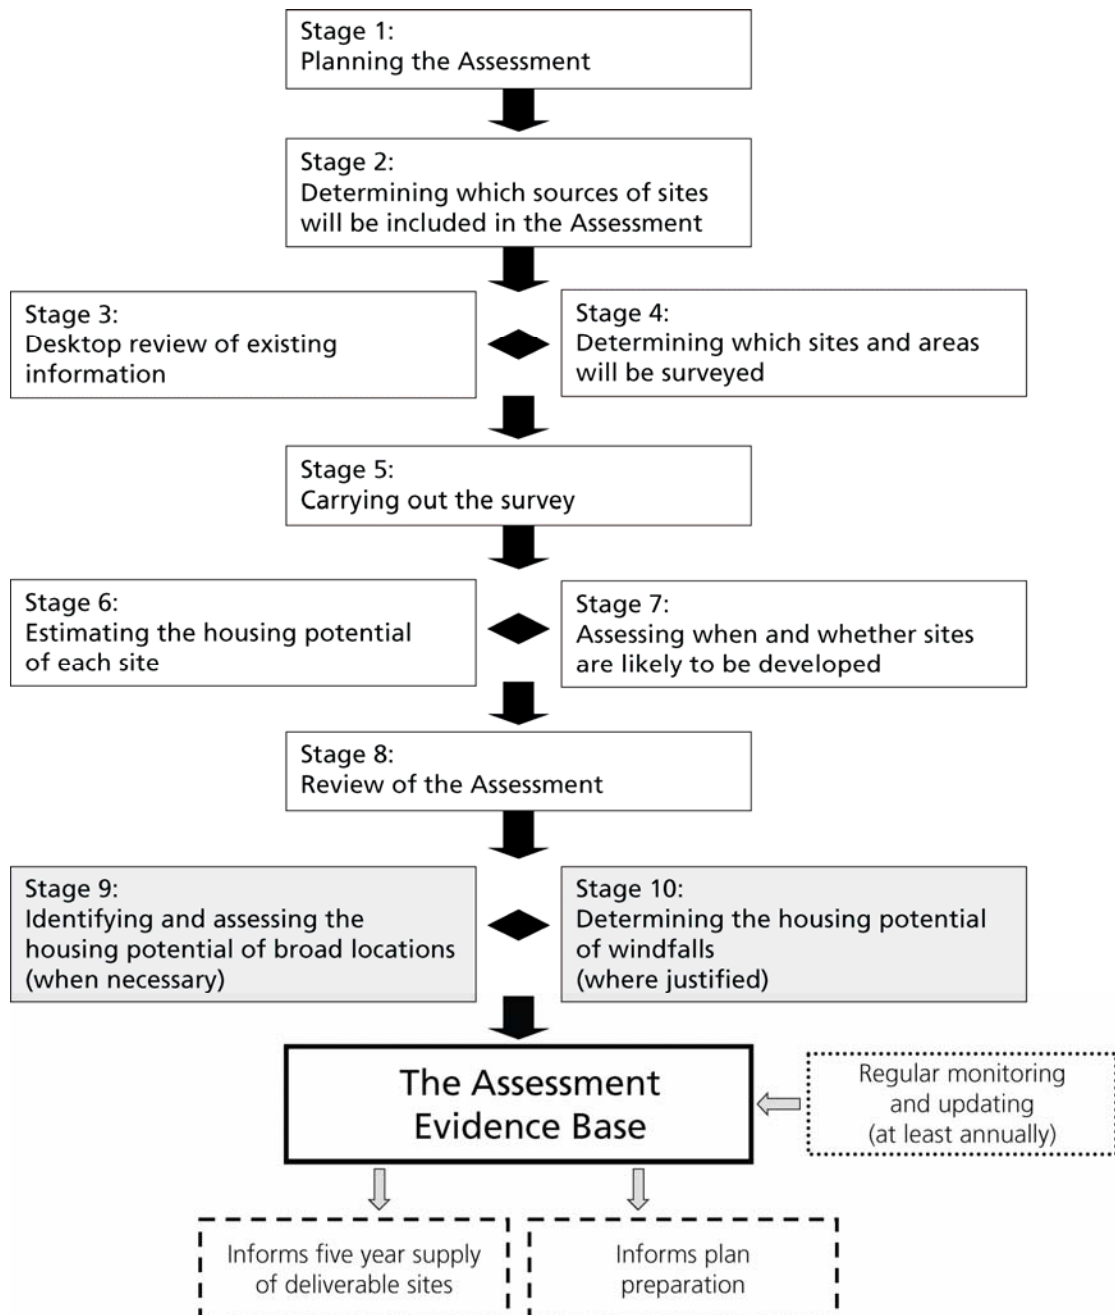 Stage 1:
Planning the Assessment
Stage 2:
Determining which sources of sites
will be included in the Assessment
Stage 3:
Desktop review of existing
information
Stage 4:
Determining which sites and areas
will be surveyed
Stage 5:
Carrying out the survey
Stage 6:
Estimating the housing potential
of each site
Stage 7:
Assessing when and whether sites
are likely to be developed
Stage 8:
Review of the Assessment
Stage 9:
Identifying and assessing the
housing potential of broad locations
(when necessary)
Stage 10:
Determining the housing potential
of windfalls
(where justified)
The Assessment
Evidence Base
Regular monitoring
and updating
(at least annually)
Informs five year supply
of deliverable sites
Informs plan
preparation